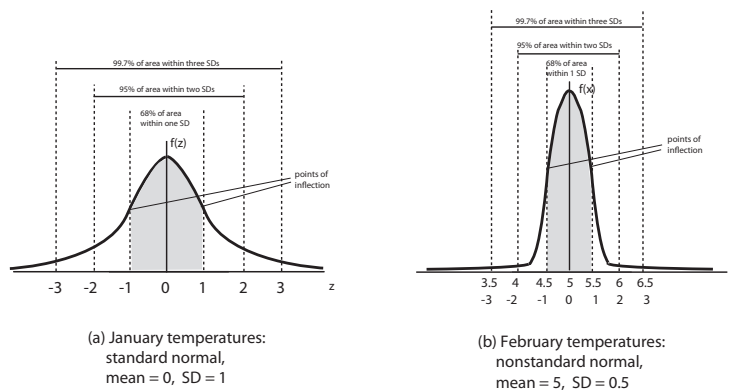 99.7% of area within three SDs
95% of area within two SDs
68% of area
within one SD
f(z)
points of
inflection
-3 -2 -1 0 1 2 3 z
(a) January temperatures:
standard normal,
mean = 0, SD = 1
99.7% of area within three SDs
95% of area within two SDs
68% of area
within 1 SD
f(x)
points of
inflection
3.5 4 4.5 5 5.5 6 6.5
-3 -2 -1 0 1 2 3
(b) February temperatures:
nonstandard normal,
mean = 5, SD = 0.5